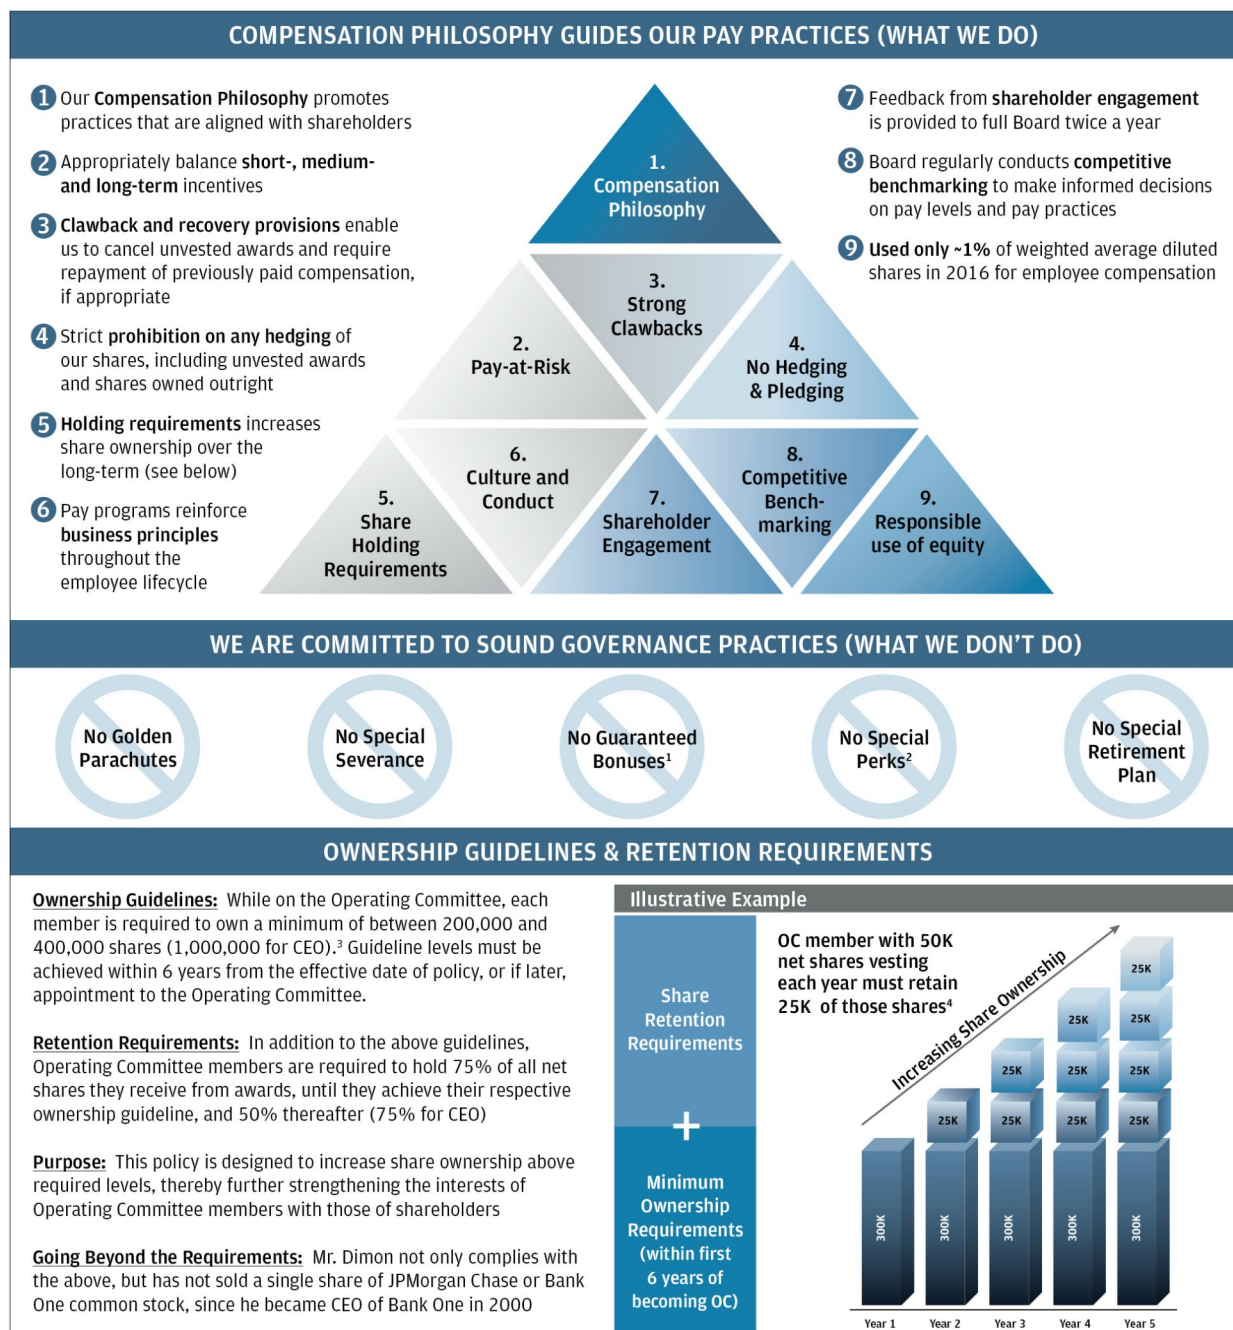 COMPENSATION PHILOSOPHY GUIDES OUR PAY PRACTICES (WHAT WE DO)
1 Our Compensation Philosophy promotes
practices that are aligned with shareholders
2 Appropriately balance short-, medium-
and long-term incentives
3 Clawback and recovery provisions enable
us to cancel unvested awards and require
repayment of previously paid compensation,
if appropriate
4 Strict prohibition on any hedging of
our shares, including unvested awards
and shares owned outright
5 Holding requirements increases
share ownership over the
long-term (see below)
6 Pay programs reinforce
business principles
throughout the
employee lifecycle
1.
Compensation
Philosophy
2.
Pay-at-Risk
3.
Strong
Clawbacks
4.
No Hedging
& Pledging
5.
Share
Holding
Requirements
6.
Culture and
Conduct
7.
Shareholder
Engagement
8.
Competitive
Bench-
marking
9.
Responsible
use of equity
7 Feedback from shareholder engagement
is provided to full Board twice a year
8 Board regularly conducts competitive
benchmarking to make informed decisions
on pay levels and pay practices
9 Used only ~1% of weighted average diluted
shares in 2016 for employee compensation
WE ARE COMMITTED TO SOUND GOVERNANCE PRACTICES (WHAT WE DON'T DO)
No Golden
Parachutes
No Special
Severance
No Guaranteed
Bonuses¹
No Special
Perks²
No Special
Retirement
Plan
OWNERSHIP GUIDELINES & RETENTION REQUIREMENTS
Ownership Guidelines: While on the Operating Committee, each
member is required to own a minimum of between 200,000 and
400,000 shares (1,000,000 for CEO).³ Guideline levels must be
achieved within 6 years from the effective date of policy, or if later,
appointment to the Operating Committee.
Retention Requirements: In addition to the above guidelines,
Operating Committee members are required to hold 75% of all net
shares they receive from awards, until they achieve their respective
ownership guideline, and 50% thereafter (75% for CEO)
Purpose: This policy is designed to increase share ownership above
required levels, thereby further strengthening the interests of
Operating Committee members with those of shareholders
Going Beyond the Requirements: Mr. Dimon not only complies with
the above, but has not sold a single share of JPMorgan Chase or Bank
One common stock, since he became CEO of Bank One in 2000
Illustrative Example
Share
Retention
Requirements
+
Minimum
Ownership
Requirements
(within first
6 years of
becoming OC)
OC member with 50K
net shares vesting
each year must retain
25K of those shares⁴
Increasing Share Ownership
25K
25K 25K
25K 25K 25K
25K 25K 25K 25K
300K 300K 300K 300K 300K
Year 1 Year 2 Year 3 Year 4 Year 5